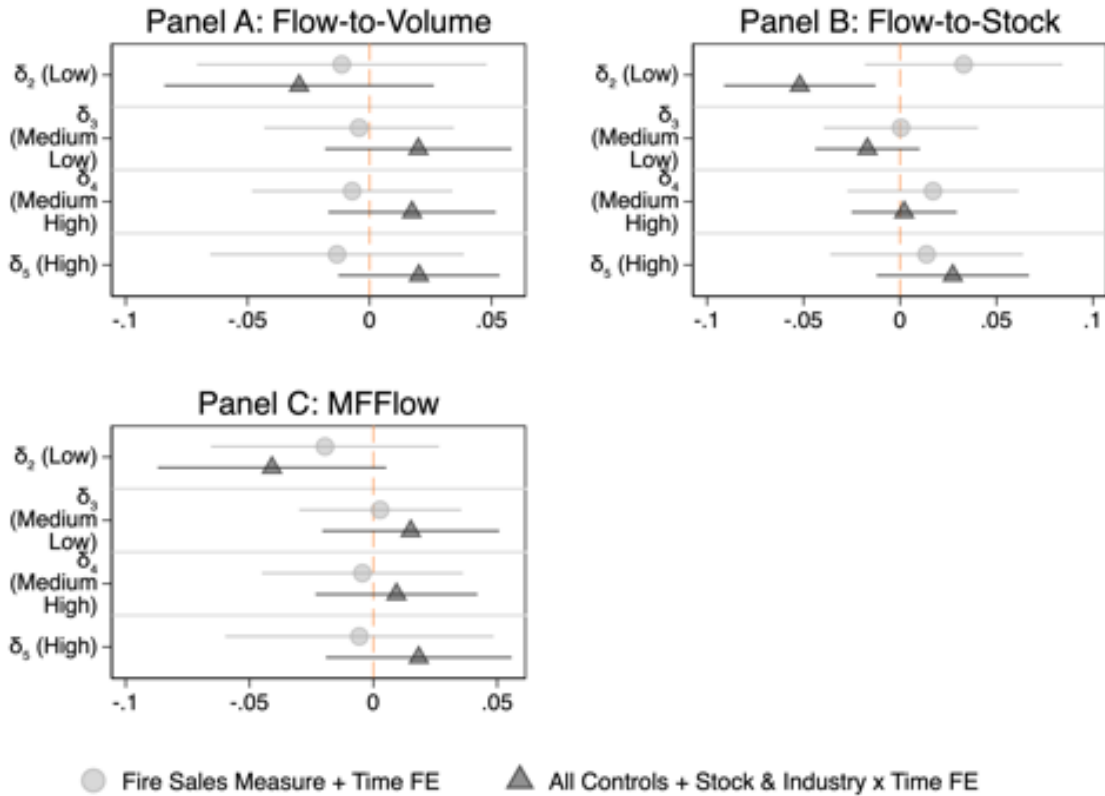 Panel A: Flow-to-Volume
δ₂ (Low)
δ₃
(Medium
Low)
δ₄
(Medium
High)
δ₅ (High)
-.1 -.05 0 .05
Panel B: Flow-to-Stock
δ₂ (Low)
δ₃
(Medium
Low)
δ₄
(Medium
High)
δ₅ (High)
-.1 -.05 0 .05 .1
Panel C: MFFlow
δ₂ (Low)
δ₃
(Medium
Low)
δ₄
(Medium
High)
δ₅ (High)
-.1 -.05 0 .05
Fire Sales Measure + Time FE
All Controls + Stock & Industry x Time FE